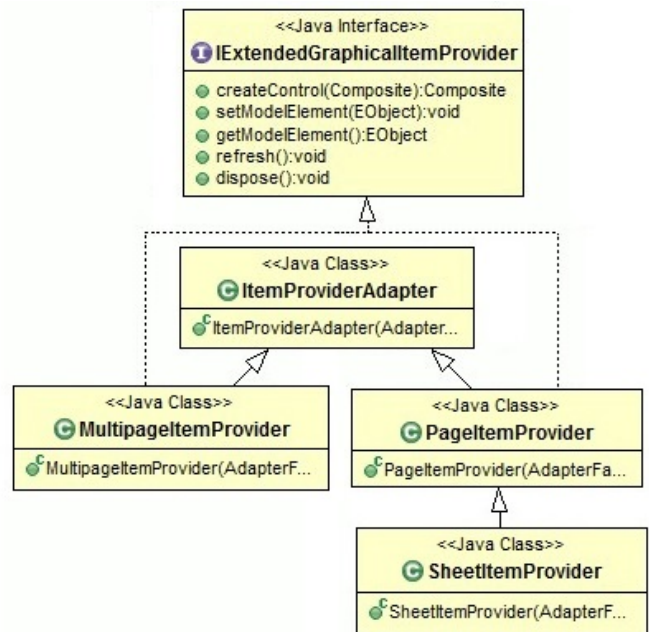 <<Java Interface>>
IExtendedGraphicalItemProvider
createControl(Composite):Composite
setModelElement(EObject):void
getModelElement():EObject
refresh():void
dispose():void
<<Java Class>>
ItemProviderAdapter
ItemProviderAdapter(Adapter...
<<Java Class>>
MultipageItemProvider
MultipageItemProvider(AdapterF...
<<Java Class>>
PageItemProvider
PageItemProvider(AdapterFa...
<<Java Class>>
SheetItemProvider
SheetItemProvider(AdapterF...